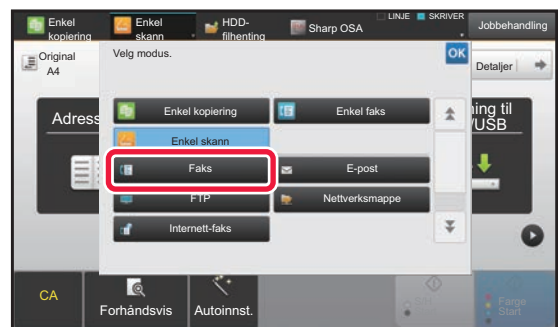 Enkel
kopiering
Enkel
skann
HDD-
filhenting
Sharp OSA
LINJE
SKRIVER
Jobbehandling
Original
A4
Velg modus.
OK
Detaljer
Adress
ing til
/USB
Enkel kopiering
Enkel faks
Enkel skann
Faks
E-post
FTP
Nettverksmappe
Internett-faks
CA
Forhåndsvis
Autoinnst.
Farge
Start